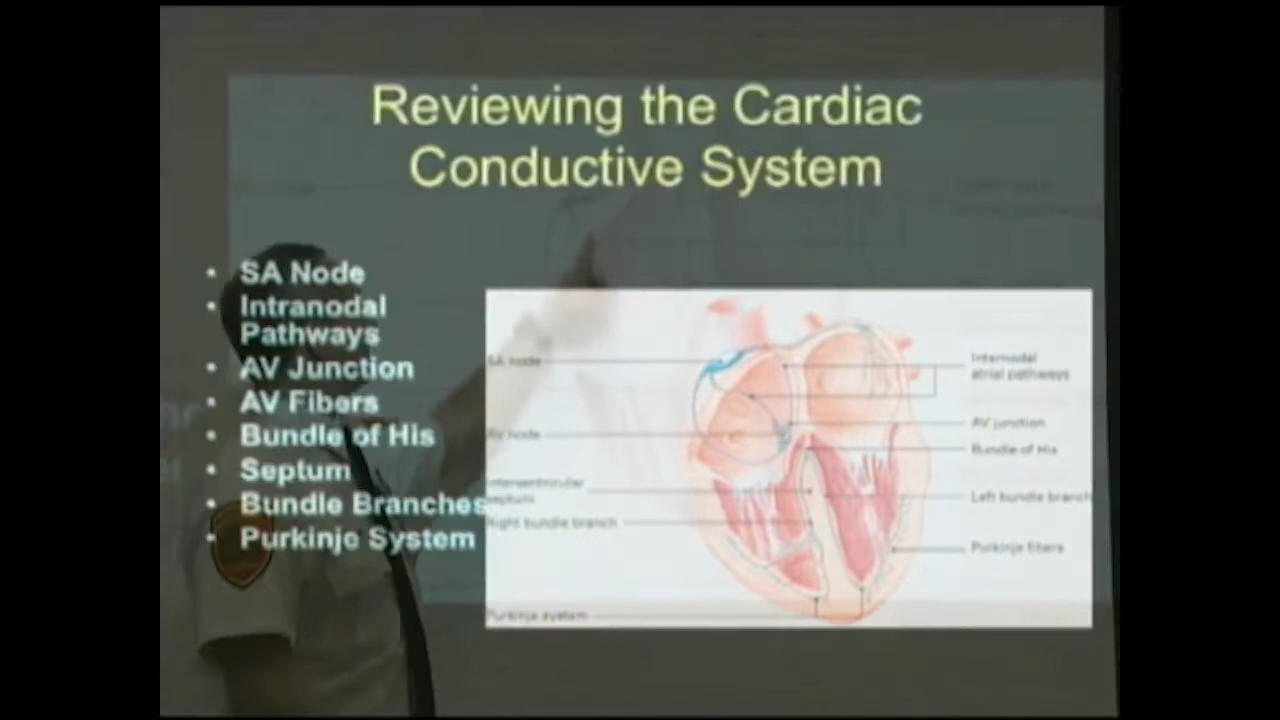 Reviewing the Cardiac
Conductive System
• SA Node
• Intranodal
Pathways
• AV Junction
• AV Fibers
• Bundle of His
• Septum
• Bundle Branches
• Purkinje System
SA node
AV node
Interventricular
septum
Right bundle branch
Purkinje system
Internodal
atrial pathways
AV junction
Bundle of His
Left bundle branch
Purkinje fibers